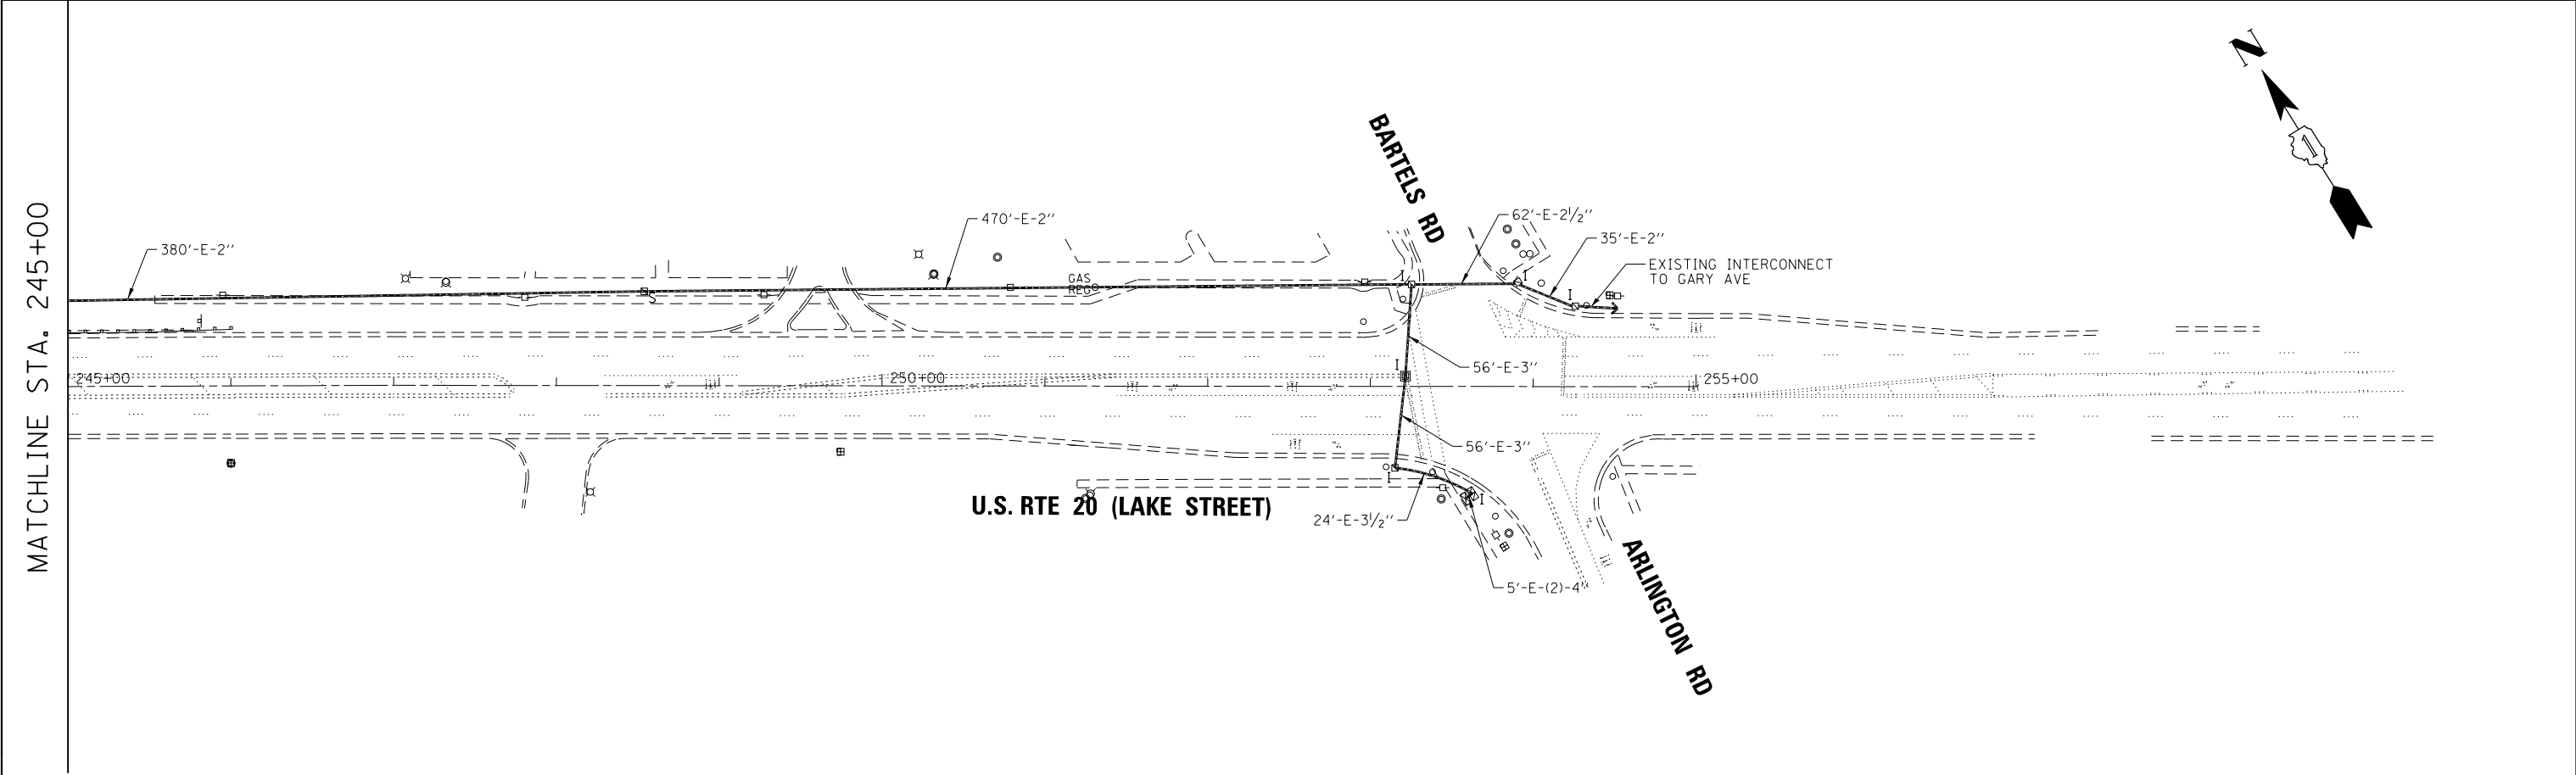 N
BARTELS RD
MATCHLINE STA. 245+00
380'-E-2''
470'-E-2''
62'-E-2½''
35'-E-2''
EXISTING INTERCONNECT
TO GARY AVE
GAS
REG
I
I
I
S
56'-E-3''
I
245+00
250+00
255+00
56'-E-3''
I
I
U.S. RTE 20 (LAKE STREET)
24'-E-3½''
5'-E-(2)-4'
ARLINGTON RD